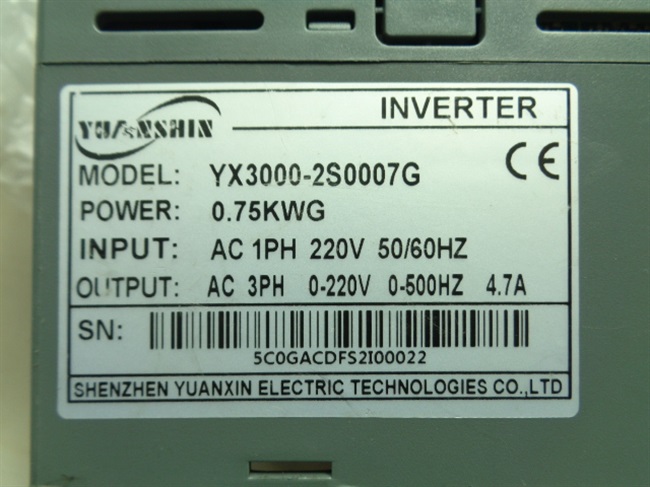 YUANSHIN
INVERTER
CE
MODEL: YX3000-2S0007G
POWER: 0.75KWG
INPUT: AC 1PH 220V 50/60HZ
OUTPUT: AC 3PH 0-220V 0-500HZ 4.7A
SN:
5C0GACDFS2I00022
SHENZHEN YUANXIN ELECTRIC TECHNOLOGIES CO.,LTD